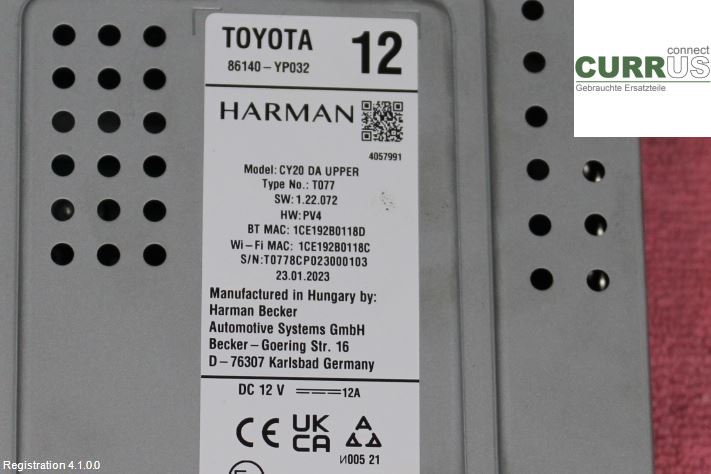 TOYOTA 12
86140-YP032
HARMAN
4057991
Model: CY20 DA UPPER
Type No.: T077
SW: 1.22.072
HW: PV4
BT MAC: 1CE192B0118D
Wi-Fi MAC: 1CE192B0118C
S/N:T0778CP023000103
23.01.2023
Manufactured in Hungary by:
Harman Becker
Automotive Systems GmbH
Becker-Goering Str. 16
D-76307 Karlsbad Germany
DC 12 V 12A
CE UK CA
И005 21
connect
CURRUS
Gebrauchte Ersatzteile
Registration 4.1.0.0